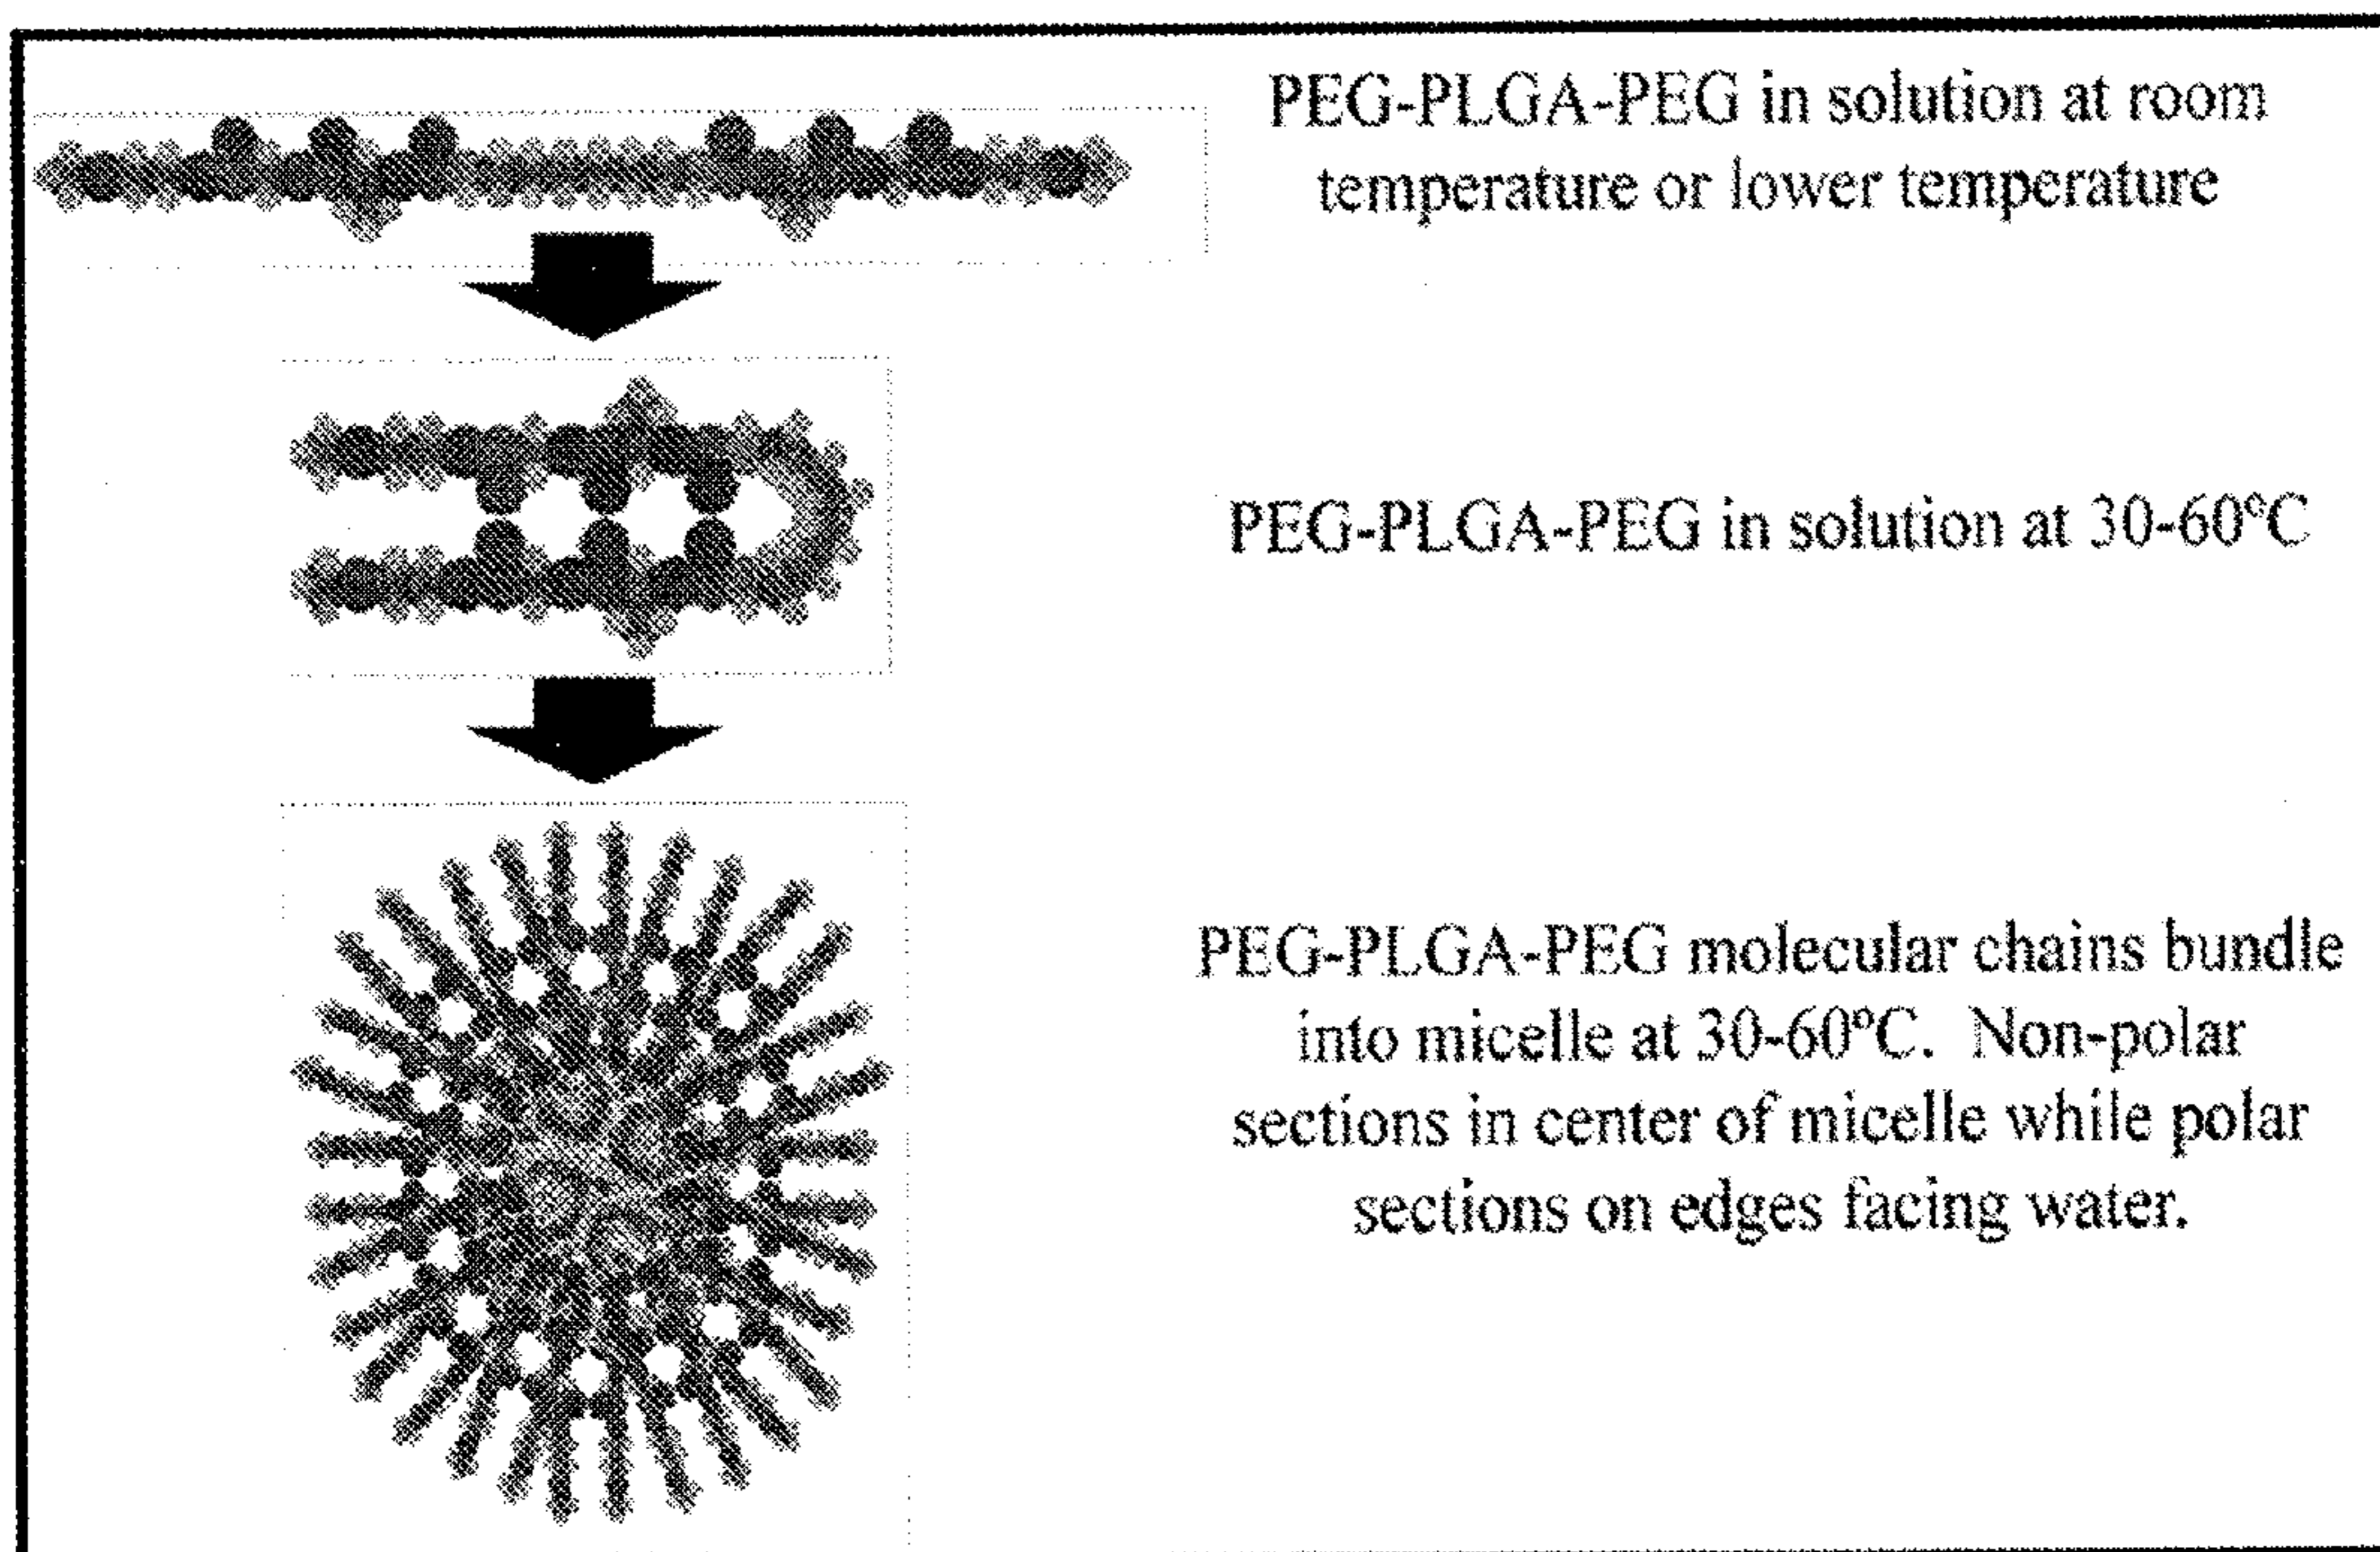 PEG-PLGA-PEG in solution at room
temperature or lower temperature
PEG-PLGA-PEG in solution at 30-60ºC
PEG-PLGA-PEG molecular chains bundle
into micelle at 30-60ºC. Non-polar
sections in center of micelle while polar
sections on edges facing water.